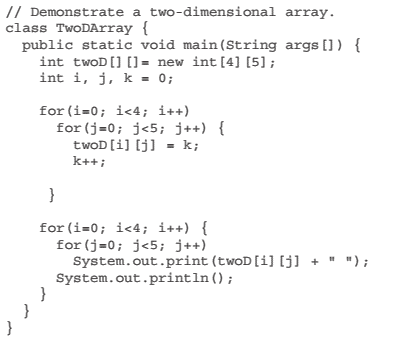 // Demonstrate a two-dimensional array.
class TwoDArray {
  public static void main(String args[]) {
    int twoD[][]= new int[4][5];
    int i, j, k = 0;

    for(i=0; i<4; i++)
      for(j=0; j<5; j++) {
        twoD[i][j] = k;
        k++;

     }

    for(i=0; i<4; i++) {
      for(j=0; j<5; j++)
        System.out.print(twoD[i][j] + " ");
      System.out.println();
    }
  }
}